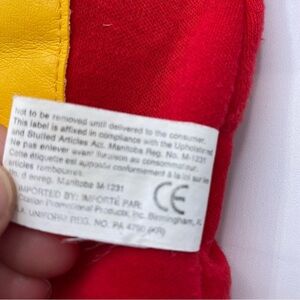 Not to be removed until delivered to the consumer.
This label is affixed in compliance with the Upholstered
and Stuffed Articles Act. Manitoba Reg. No. M-1231
Ne pas enlever avant livraison au consommateur.
Cette étiquette est apposée conformément à la loi sur les
articles rembourrés.
No. d enreg. Manitoba M-1231
IMPORTED BY: IMPORTÉ PAR:
Promotional Products, Inc. Birmingham, IL
UNIFORM REG. NO. PA
CE